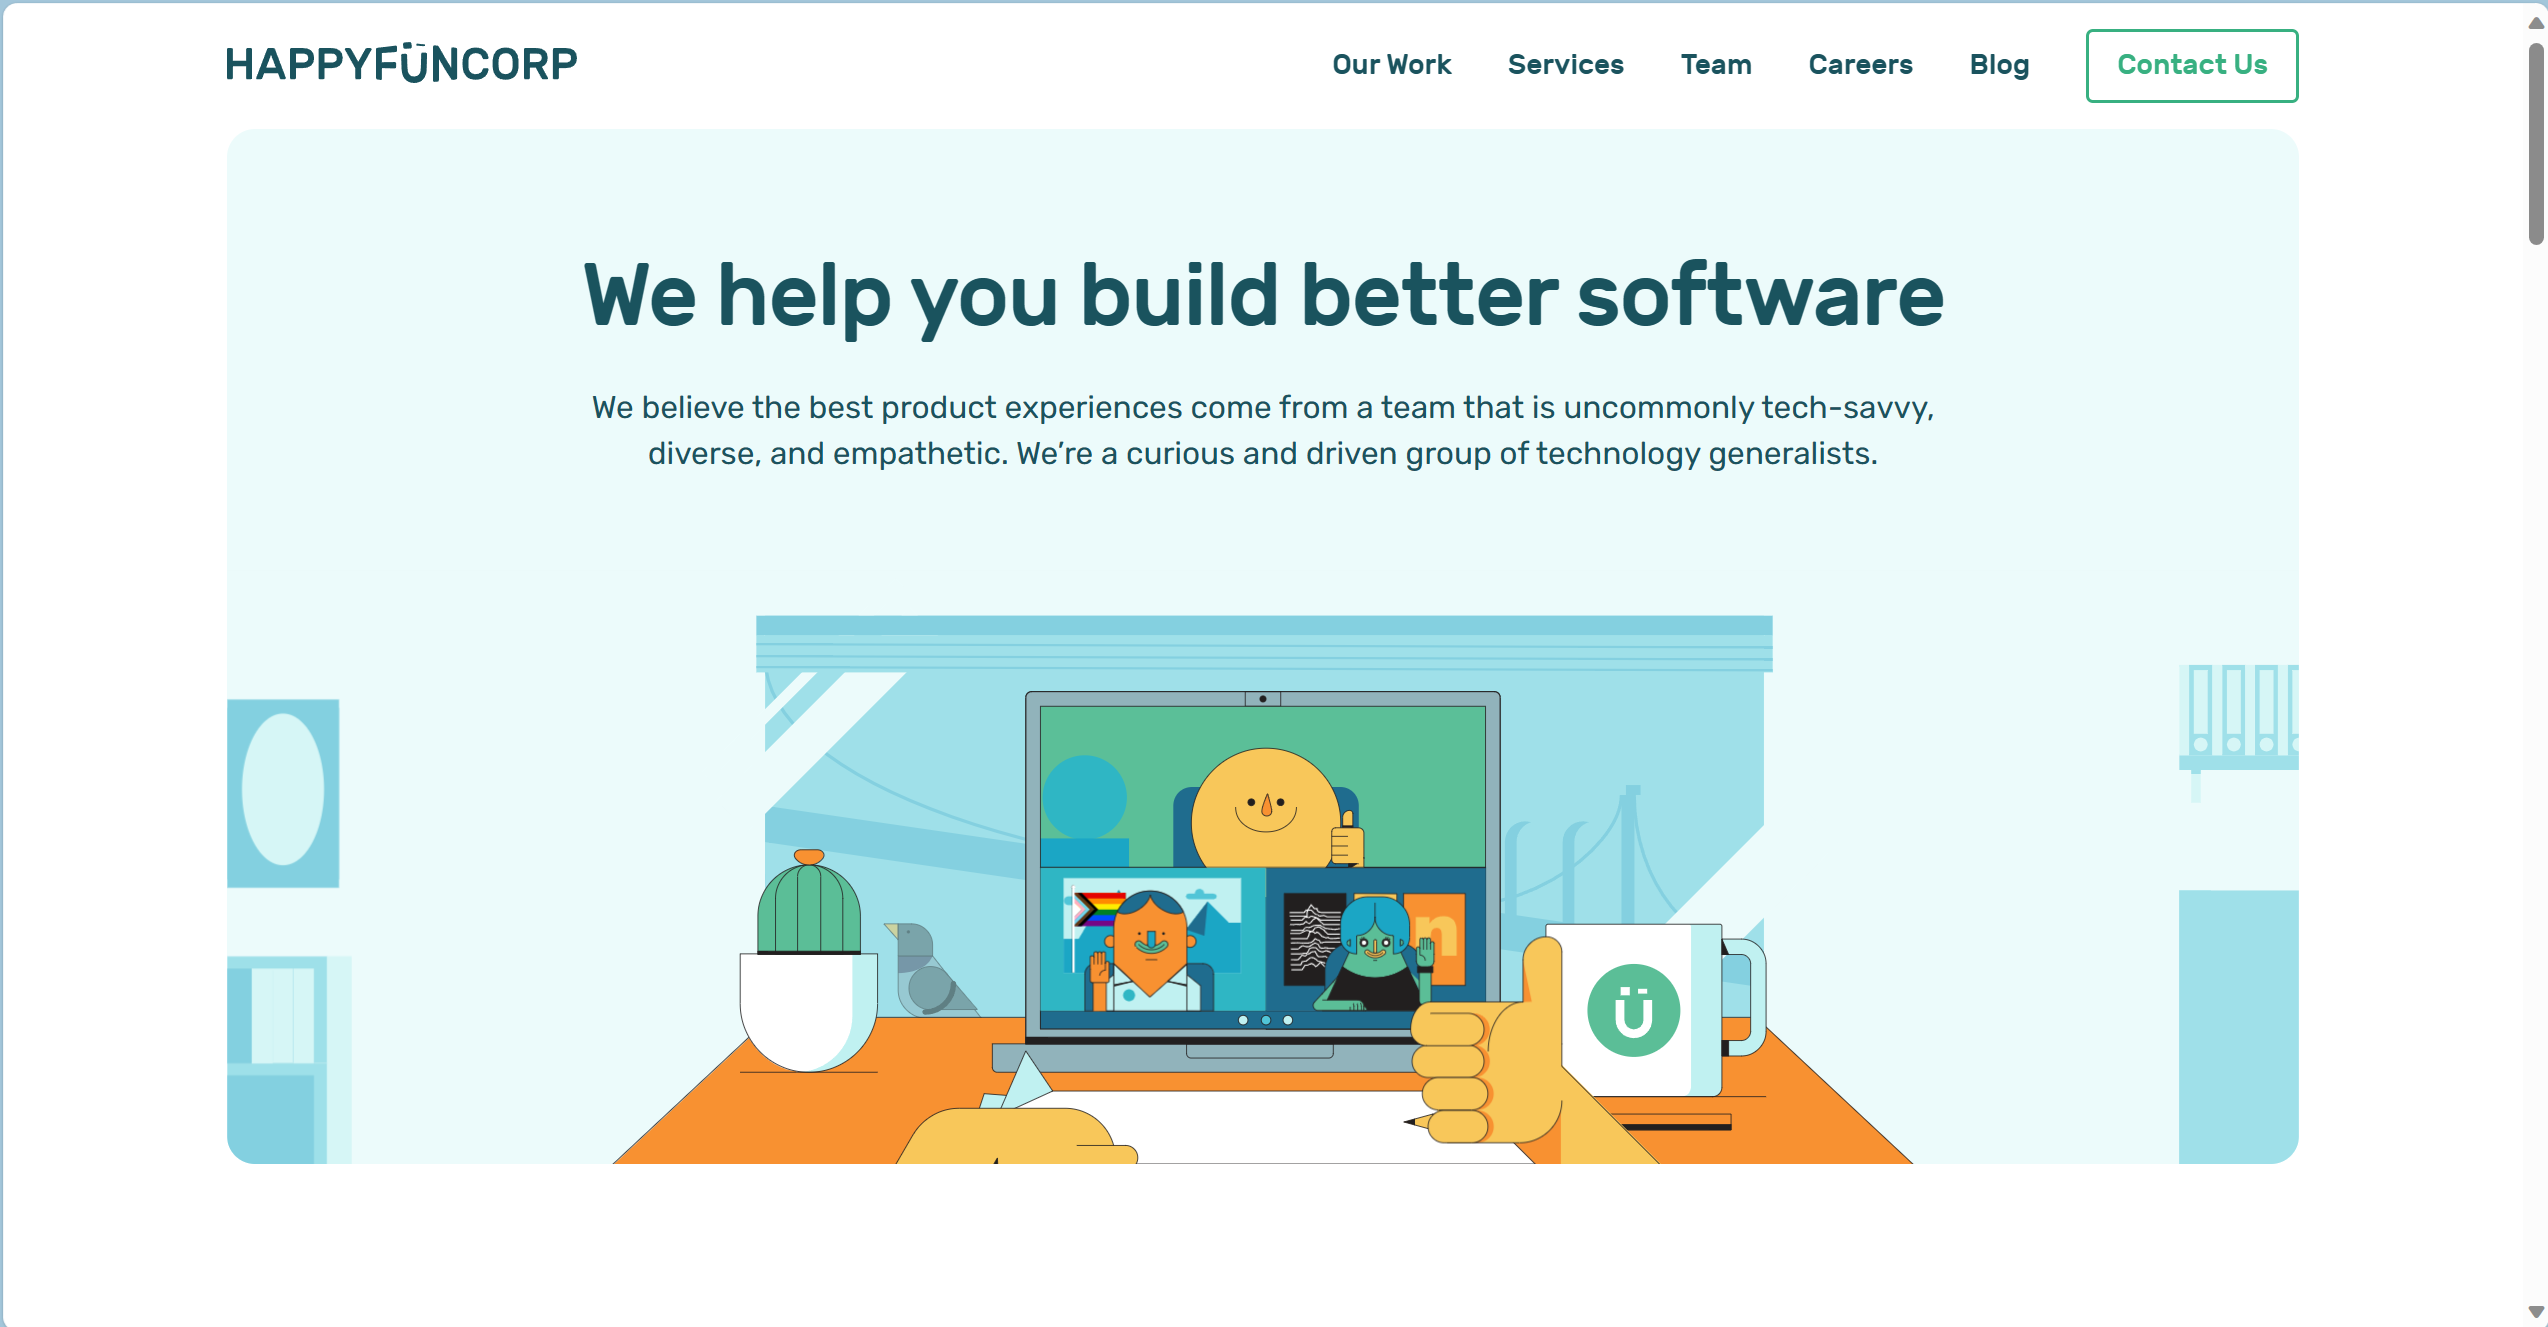 HAPPYFÜNCORP
Our Work
Services
Team
Careers
Blog
Contact Us
We help you build better software
We believe the best product experiences come from a team that is uncommonly tech-savvy,
diverse, and empathetic. We’re a curious and driven group of technology generalists.
n
ü